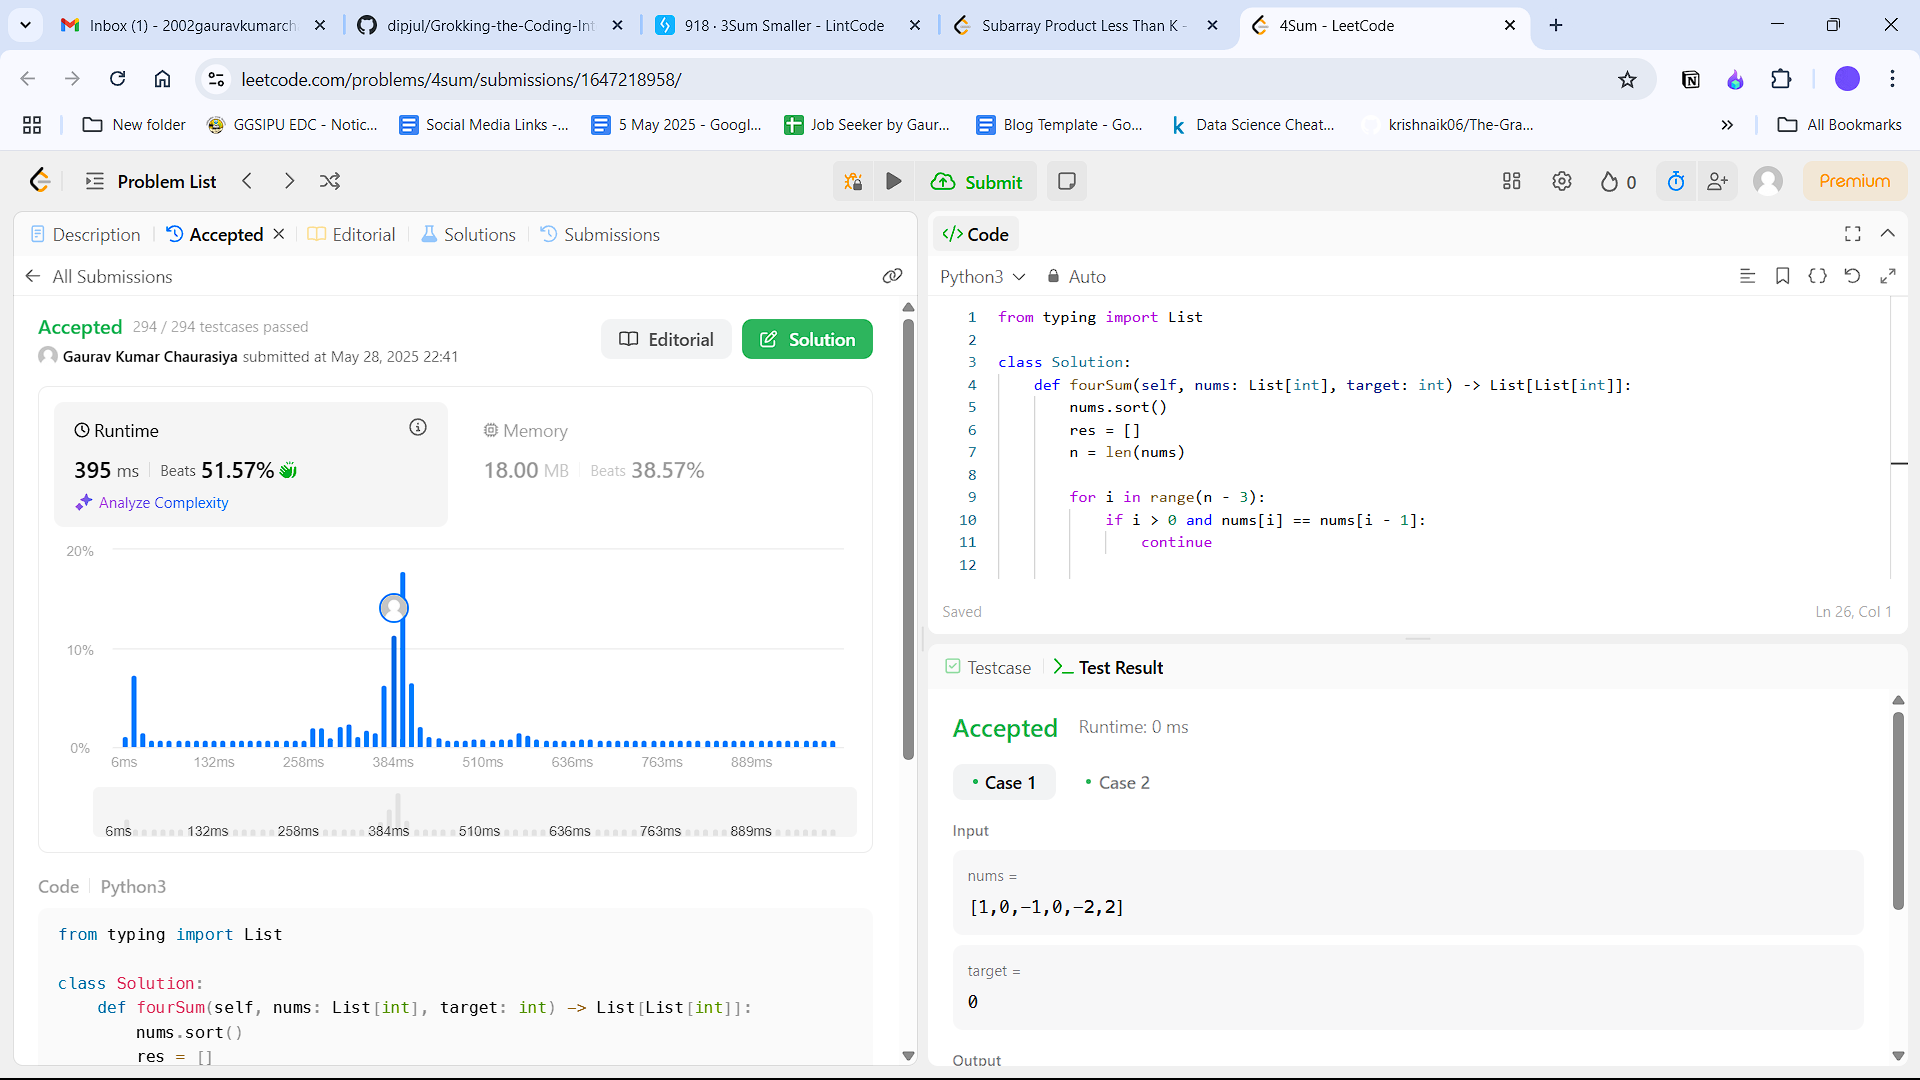 Inbox (1) - 2002gauravkumarch
dipjul/Grokking-the-Coding-Int
918 · 3Sum Smaller - LintCode
Subarray Product Less Than K -
4Sum - LeetCode
leetcode.com/problems/4sum/submissions/1647218958/
New folder
GGSIPU EDC - Notic...
Social Media Links -...
5 May 2025 - Googl...
Job Seeker by Gaur...
Blog Template - Go...
Data Science Cheat...
krishnaik06/The-Gra...
All Bookmarks
Problem List
Submit
0
Premium
Description
Accepted
Editorial
Solutions
Submissions
All Submissions
Accepted 294 / 294 testcases passed
Gaurav Kumar Chaurasiya submitted at May 28, 2025 22:41
Editorial
Solution
Runtime
395 ms Beats 51.57%
Analyze Complexity
Memory
18.00 MB Beats 38.57%
20%
10%
0%
6ms 132ms 258ms 384ms 510ms 636ms 763ms 889ms
6ms 132ms 258ms 384ms 510ms 636ms 763ms 889ms
Code Python3
from typing import List
class Solution:
def fourSum(self, nums: List[int], target: int) -> List[List[int]]:
nums.sort()
res = []
</> Code
Python3
Auto
1 from typing import List
2
3 class Solution:
4 def fourSum(self, nums: List[int], target: int) -> List[List[int]]:
5 nums.sort()
6 res = []
7 n = len(nums)
8
9 for i in range(n - 3):
10 if i > 0 and nums[i] == nums[i - 1]:
11 continue
12
Saved
Ln 26, Col 1
Testcase
Test Result
Accepted Runtime: 0 ms
Case 1
Case 2
Input
nums =
[1,0,-1,0,-2,2]
target =
0
Output